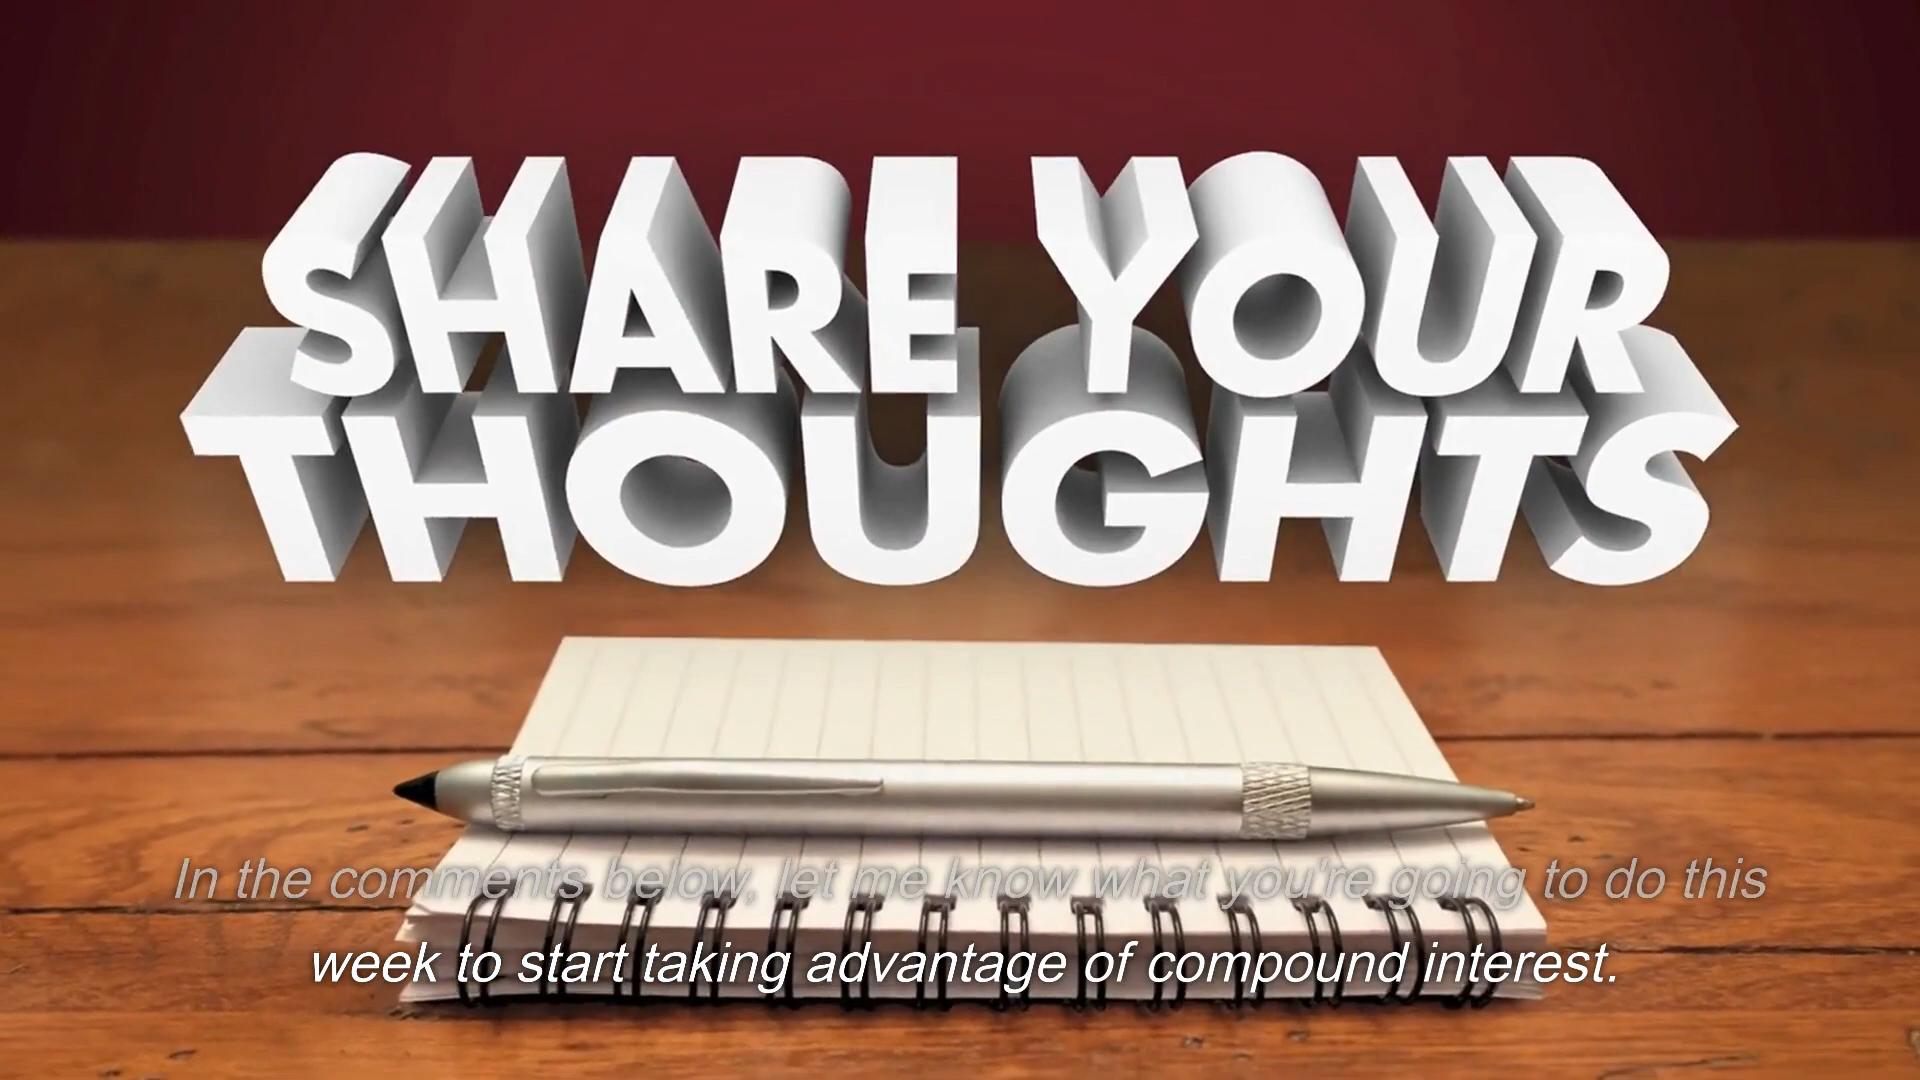 SHARE YOUR
THOUGHTS
In the comments below, let me know what you're going to do this
week to start taking advantage of compound interest.